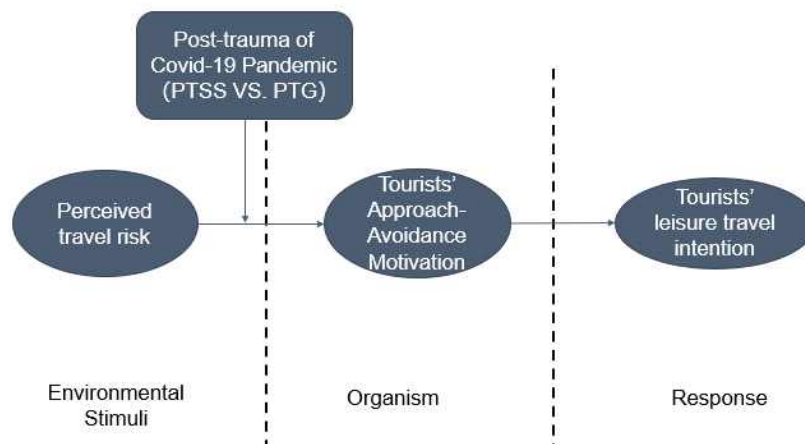 Post-trauma of
Covid-19 Pandemic
(PTSS VS. PTG)
Perceived
travel risk
Tourists'
Approach-
Avoidance
Motivation
Tourists'
leisure travel
intention
Environmental
Stimuli
Organism
Response